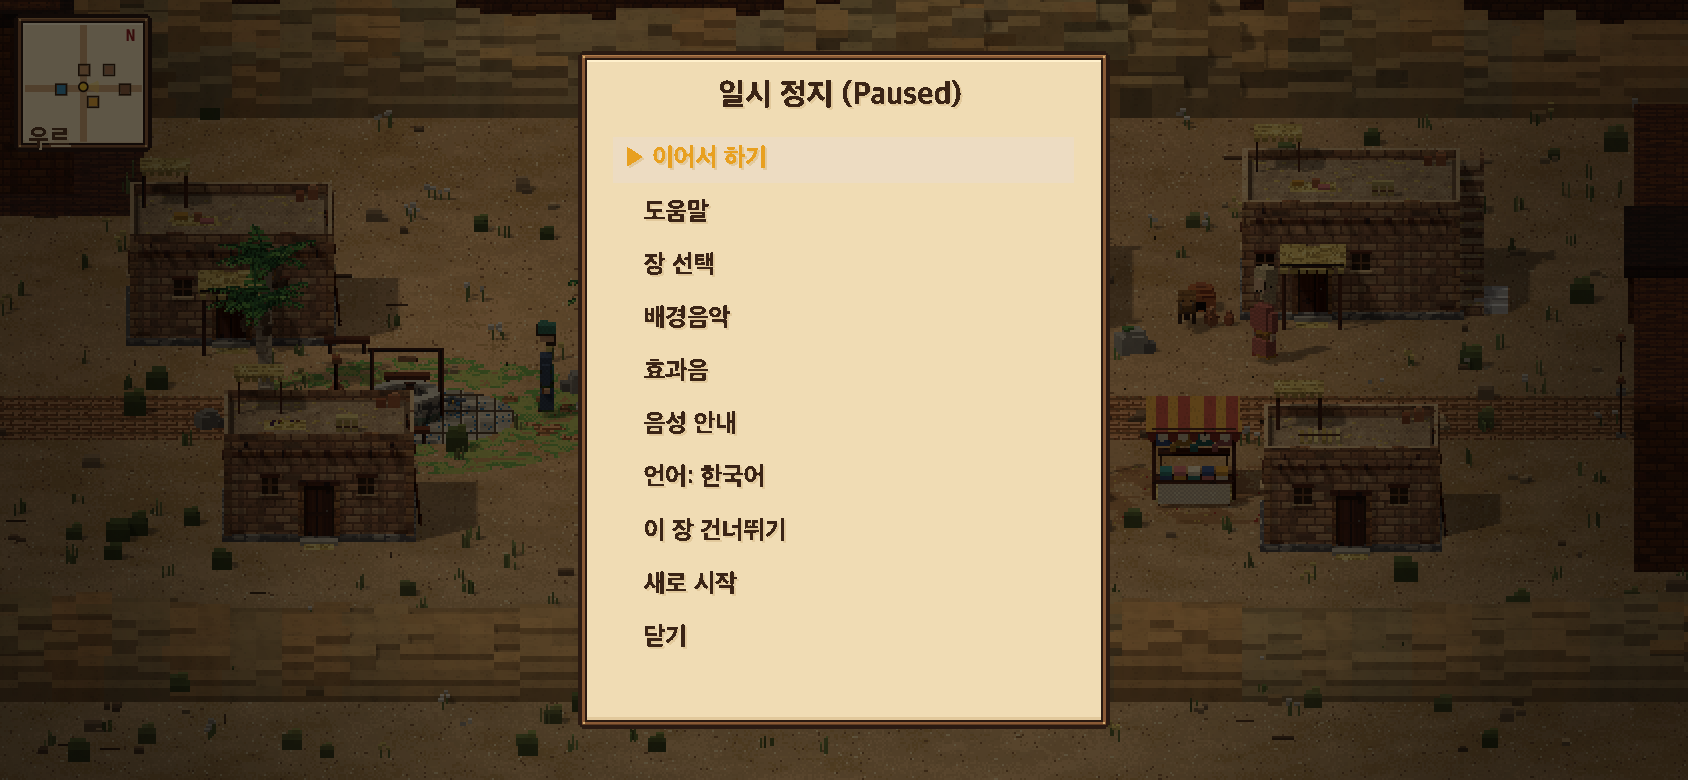 N
우르
일시 정지 (Paused)
▶ 이어서 하기
도움말
장 선택
배경음악
효과음
음성 안내
언어: 한국어
이 장 건너뛰기
새로 시작
닫기